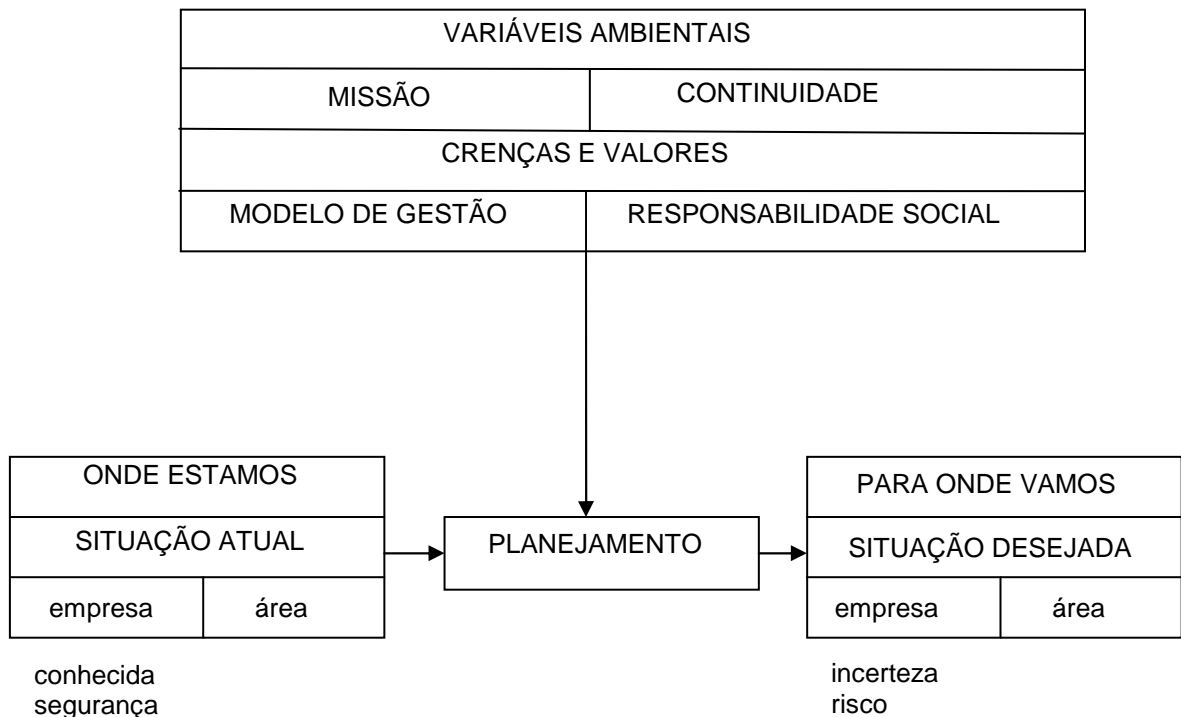 VARIÁVEIS AMBIENTAIS
MISSÃO
CONTINUIDADE
CRENÇAS E VALORES
MODELO DE GESTÃO
RESPONSABILIDADE SOCIAL
ONDE ESTAMOS
SITUAÇÃO ATUAL
empresa
área
conhecida
segurança
PLANEJAMENTO
PARA ONDE VAMOS
SITUAÇÃO DESEJADA
empresa
área
incerteza
risco